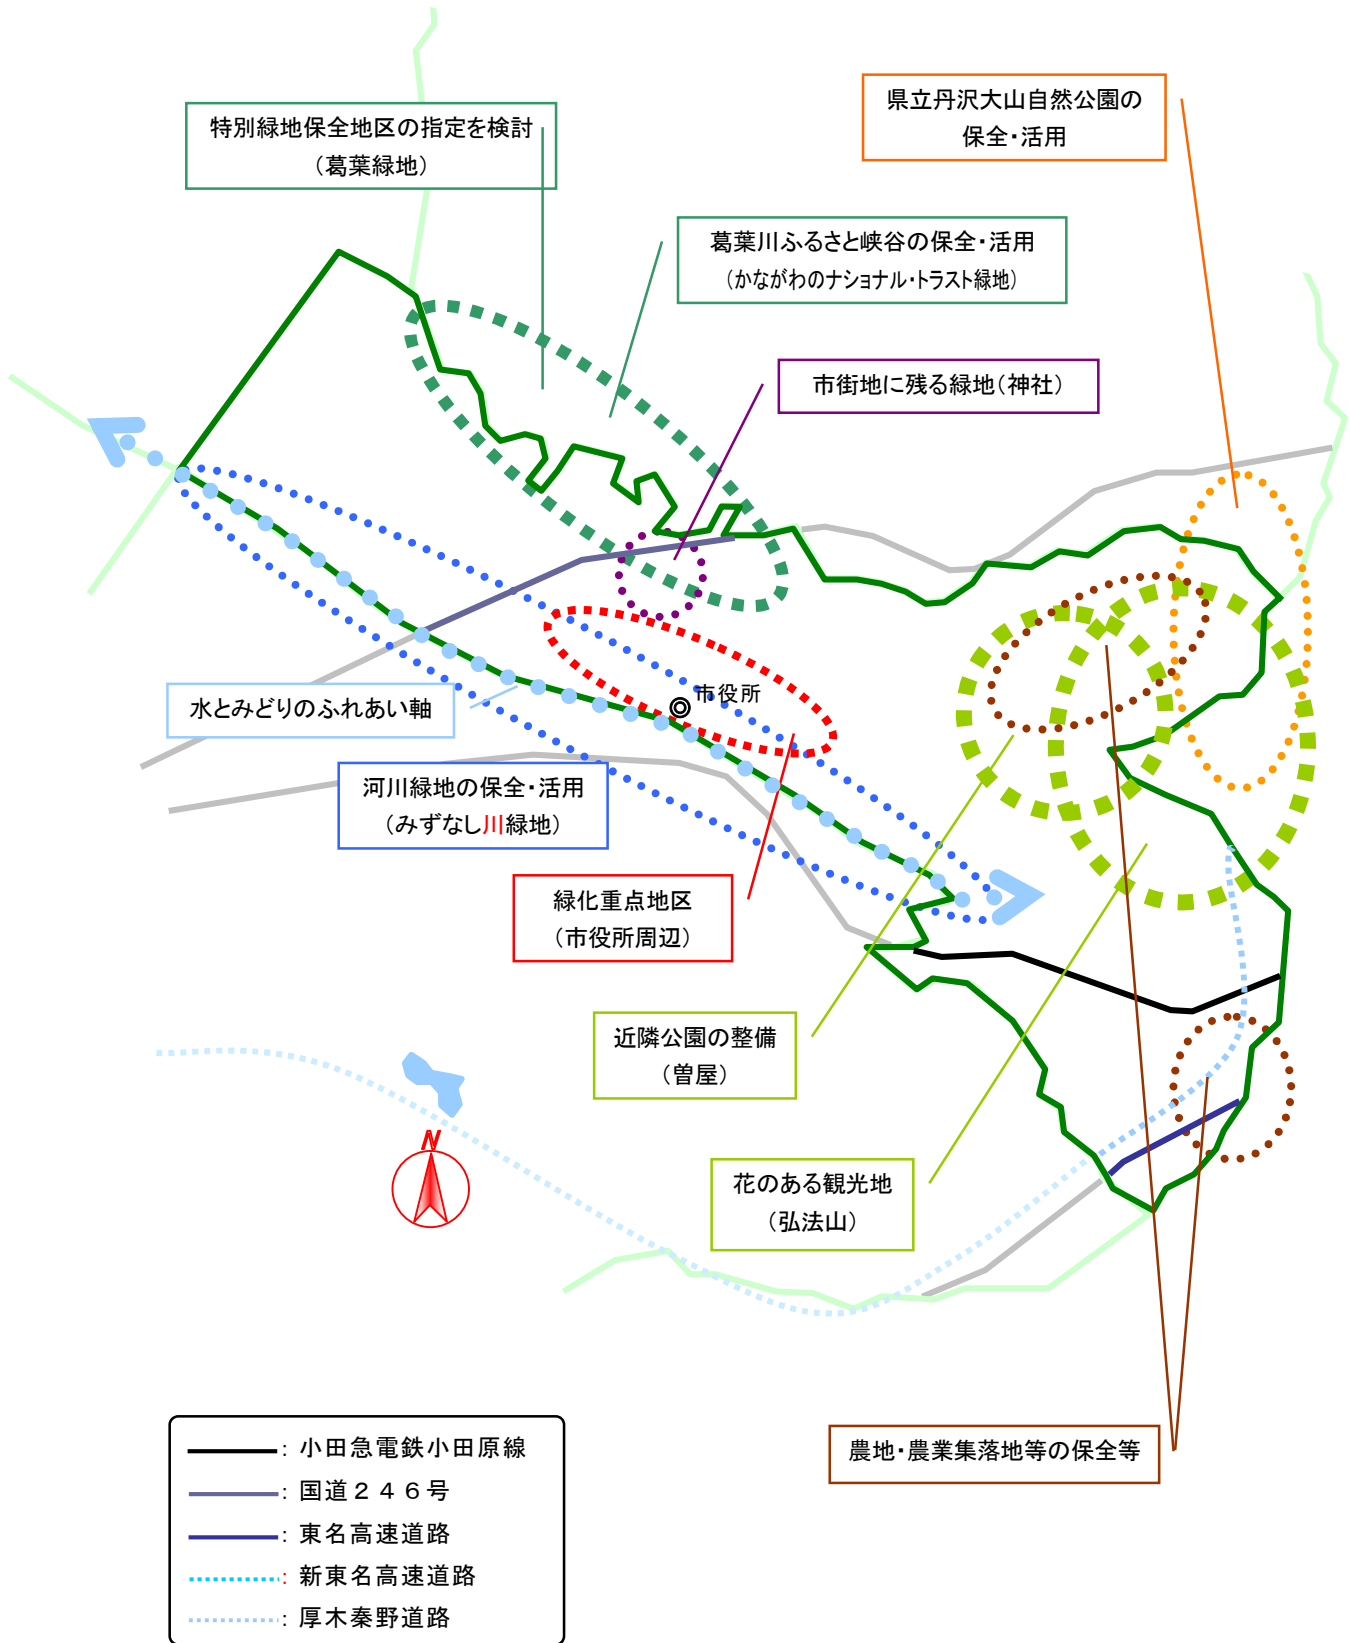 特別緑地保全地区の指定を検討
（葛葉緑地）
県立丹沢大山自然公園の
保全・活用
葛葉川ふるさと峡谷の保全・活用
（かながわのナショナル・トラスト緑地）
市街地に残る緑地（神社）
市役所
水とみどりのふれあい軸
河川緑地の保全・活用
（みずなし川緑地）
緑化重点地区
（市役所周辺）
近隣公園の整備
（曽屋）
N
花のある観光地
（弘法山）
農地・農業集落地等の保全等
：小田急電鉄小田原線
：国道２４６号
：東名高速道路
：新東名高速道路
：厚木秦野道路